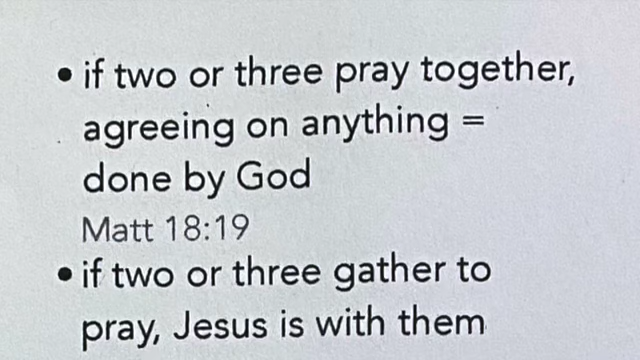 • if two or three pray together,
agreeing on anything =
done by God
Matt 18:19
• if two or three gather to
pray, Jesus is with them